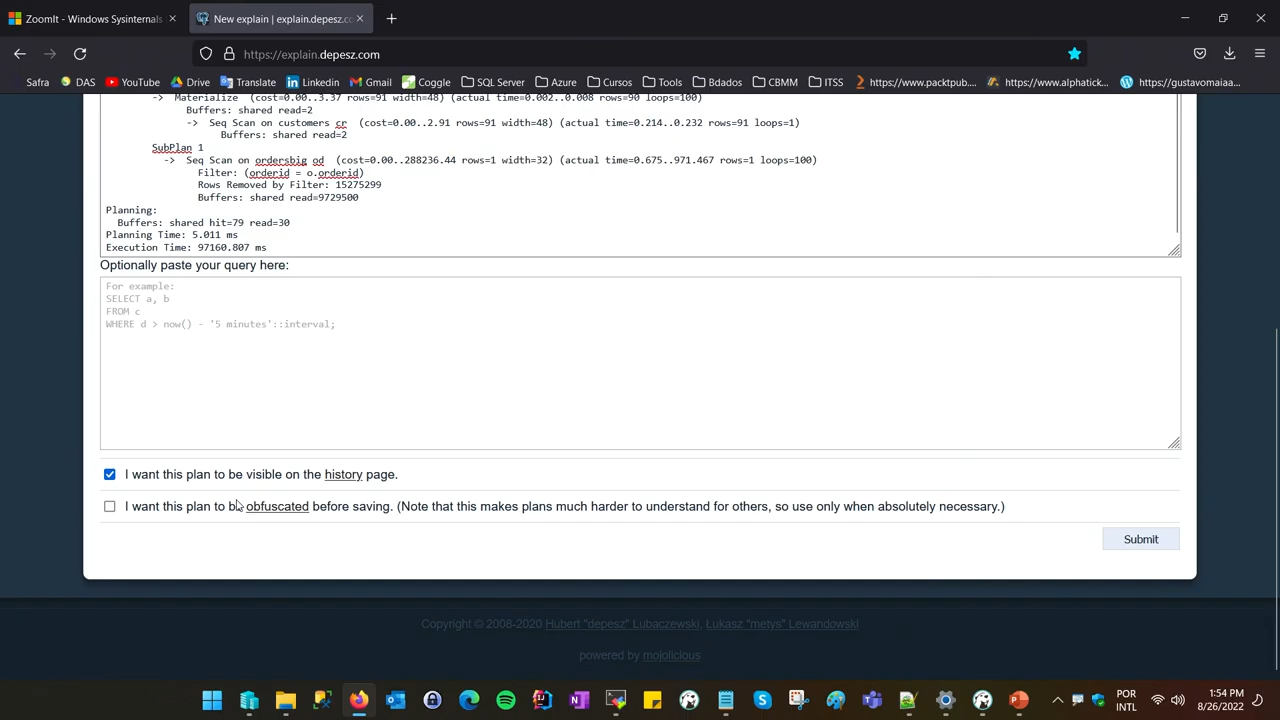 ZoomIt - Windows Sysinternals
New explain | explain.depesz.co
https://explain.depesz.com
Safra DAS YouTube Drive Translate Linkedin Gmail Coggle SQL Server Azure Cursos Tools Bdados CBMM ITSS https://www.packtpub.... https://www.alphatick... https://gustavomaiaa...
-> Materialize (cost=0.00..3.37 rows=91 width=48) (actual time=0.002..0.008 rows=90 loops=100)
Buffers: shared read=2
-> Seq Scan on customers cr (cost=0.00..2.91 rows=91 width=48) (actual time=0.214..0.232 rows=91 loops=1)
Buffers: shared read=2
SubPlan 1
-> Seq Scan on ordersbig od (cost=0.00..288236.44 rows=1 width=32) (actual time=0.675..971.467 rows=1 loops=100)
Filter: (orderid = o.orderid)
Rows Removed by Filter: 15275299
Buffers: shared read=9729500
Planning:
Buffers: shared hit=79 read=30
Planning Time: 5.011 ms
Execution Time: 97160.807 ms
Optionally paste your query here:
For example:
SELECT a, b
FROM c
WHERE d > now() - '5 minutes'::interval;
I want this plan to be visible on the history page.
I want this plan to be obfuscated before saving. (Note that this makes plans much harder to understand for others, so use only when absolutely necessary.)
Submit
Copyright © 2008-2020 Hubert "depesz" Lubaczewski, Łukasz "metys" Lewandowski
powered by mojolicious
POR
INTL
1:54 PM
8/26/2022